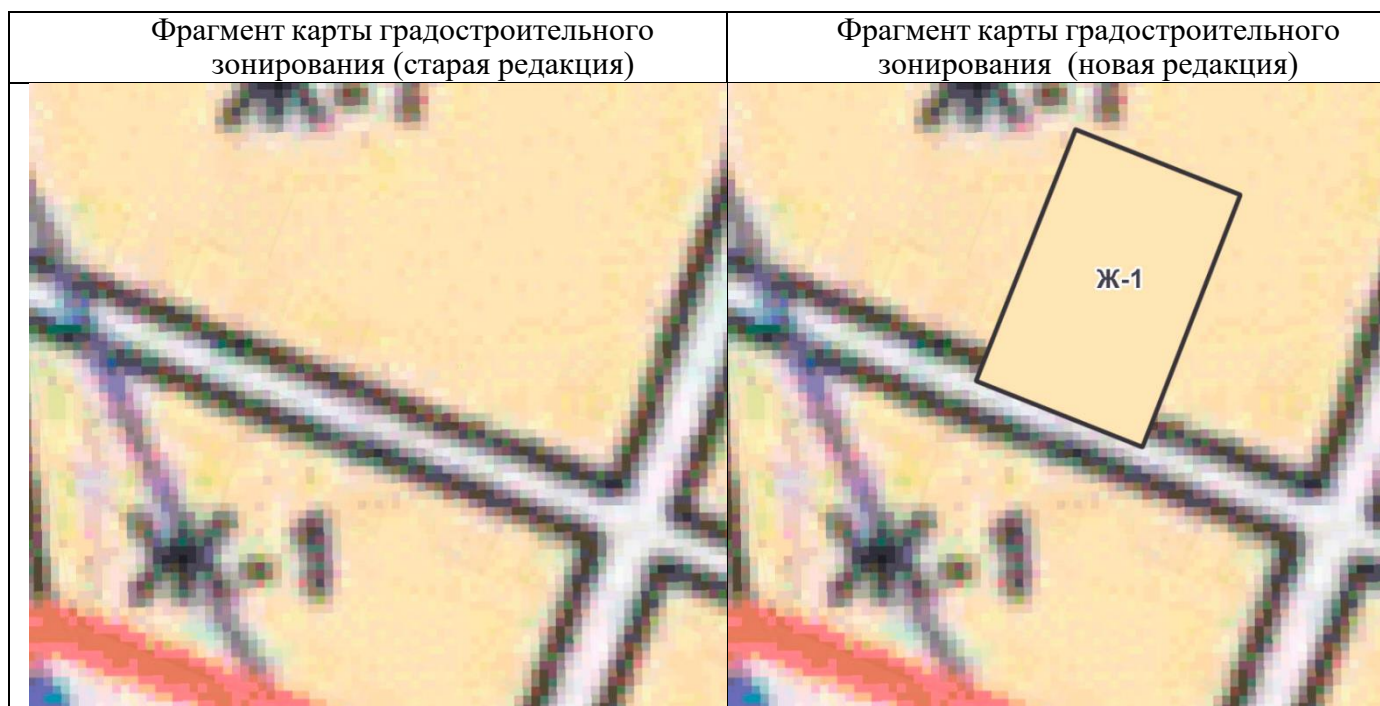 Фрагмент карты градостроительного
зонирования (старая редакция)
Фрагмент карты градостроительного
зонирования (новая редакция)
Ж-1